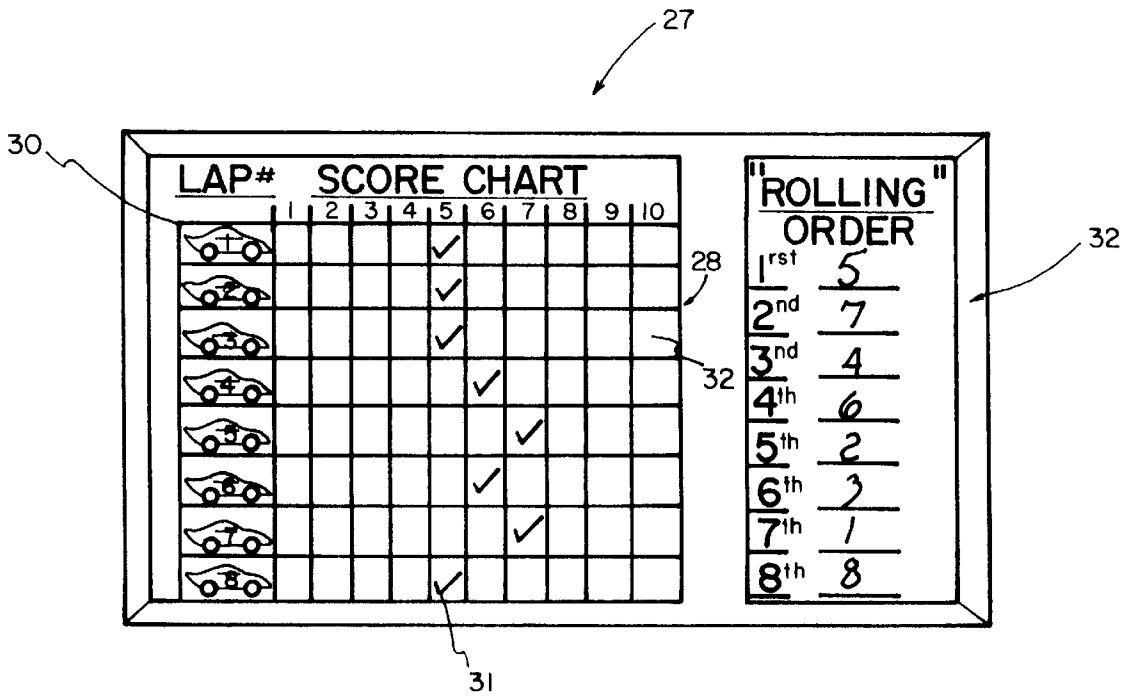 27
30
LAP# SCORE CHART
1 2 3 4 5 6 7 8 9 10
1 ✓
2 ✓
3 ✓
4 ✓
5 ✓
6 ✓
7 ✓
8 ✓
28
32
31
"ROLLING"
ORDER
1rst 5
2nd 7
3nd 4
4th 6
5th 2
6th 3
7th 1
8th 8
32